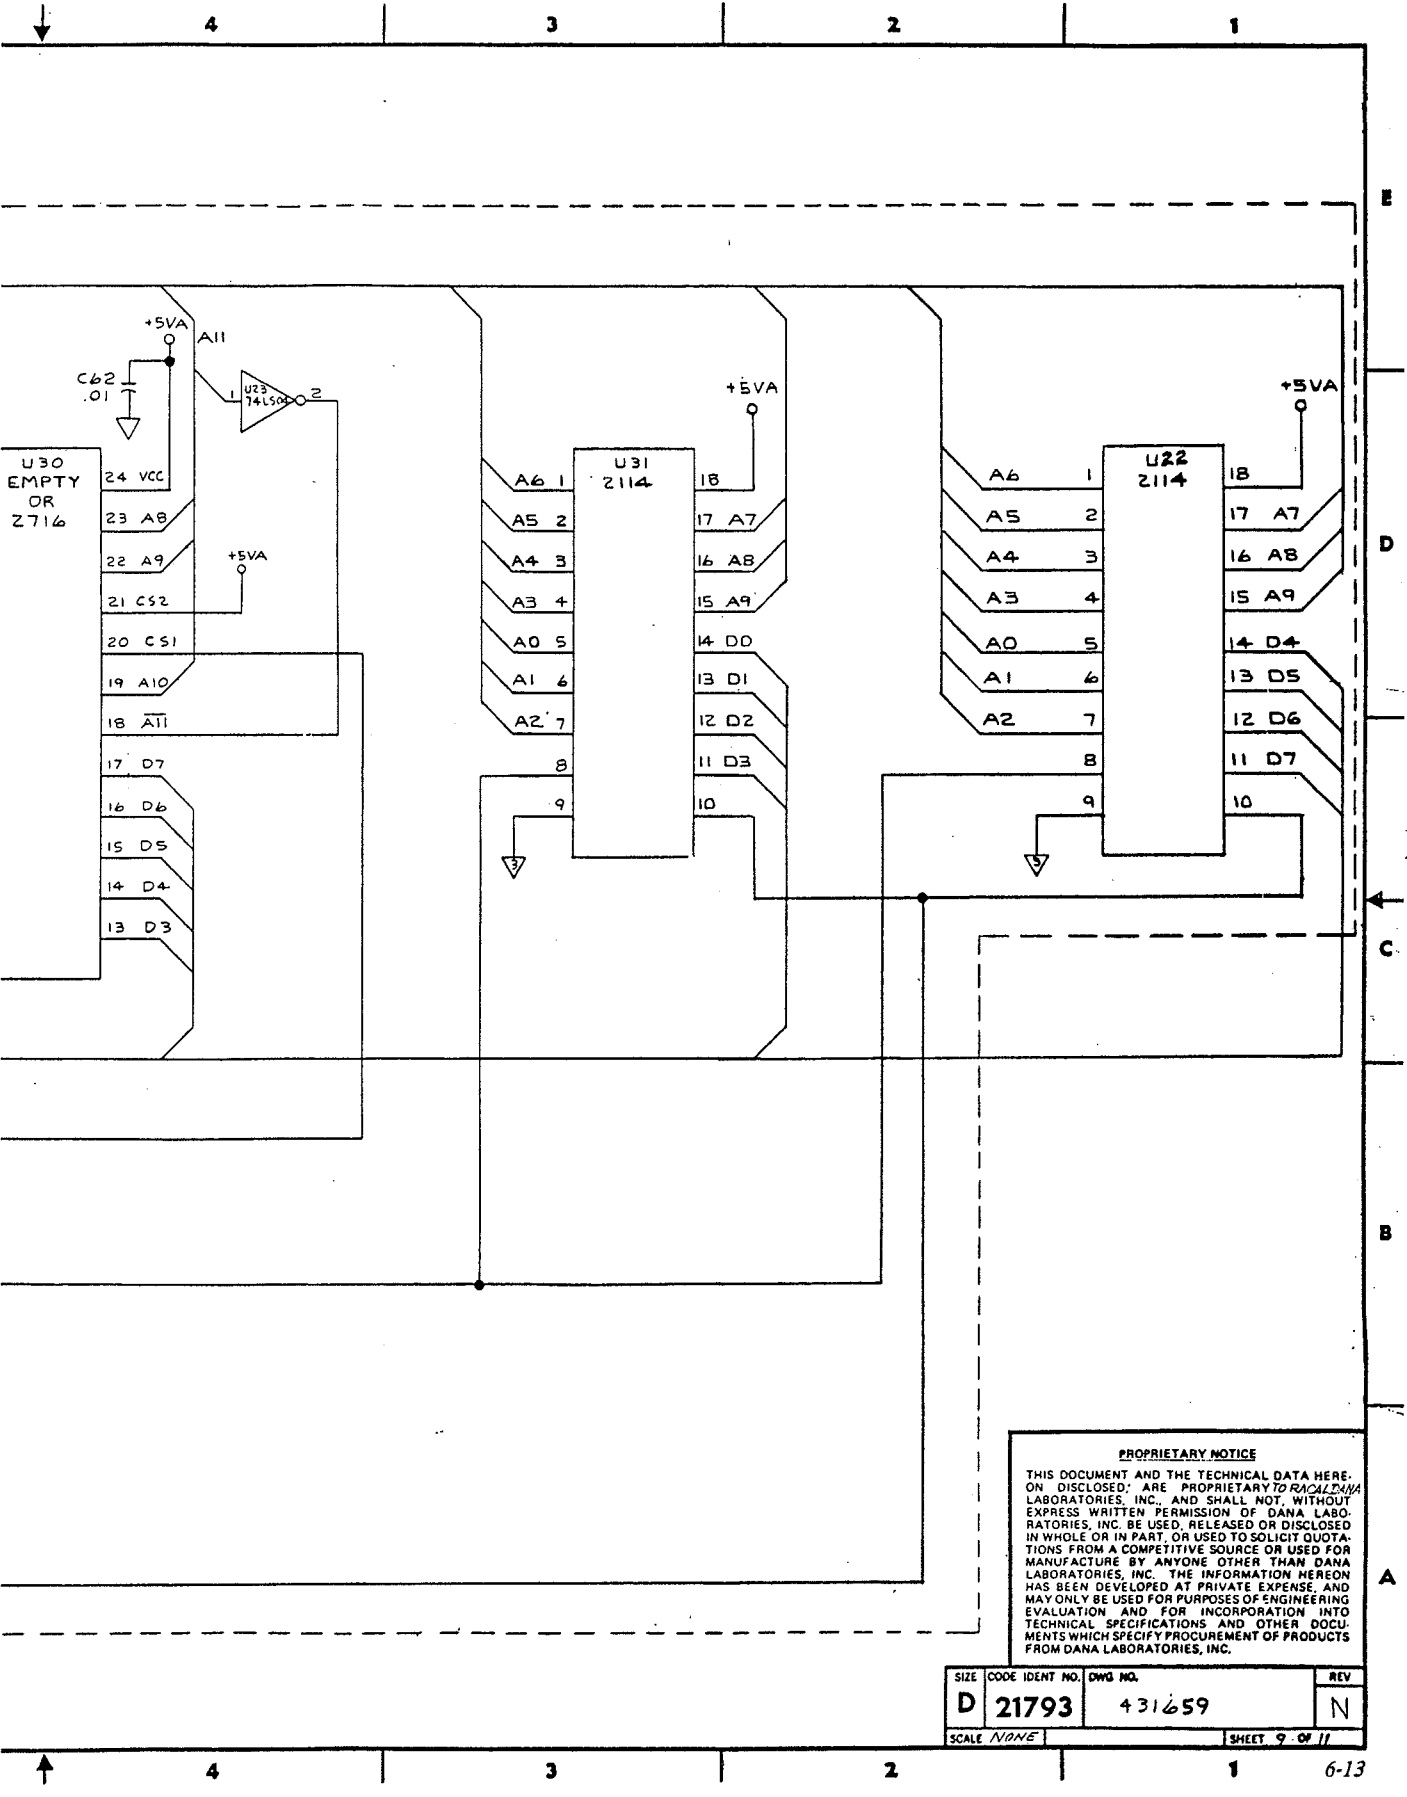 4 3 2 1
E
+5VA
A11
C62
.01
1 U23 2
74LS04
+5VA
+5VA
U30
EMPTY
OR
2716
24 VCC
23 A8
22 A9
+5VA
21 CS2
20 CS1
19 A10
18 A̅1̅1̅
17 D7
16 D6
15 D5
14 D4
13 D3
U31
2114
A6 1
A5 2
A4 3
A3 4
A0 5
A1 6
A2 7
8
9
3
18
17 A7
16 A8
15 A9
14 D0
13 D1
12 D2
11 D3
10
U22
2114
A6 1
A5 2
A4 3
A3 4
A0 5
A1 6
A2 7
8
9
18
17 A7
16 A8
15 A9
14 D4
13 D5
12 D6
11 D7
10
D
C
B
A
PROPRIETARY NOTICE
THIS DOCUMENT AND THE TECHNICAL DATA HERE-
ON DISCLOSED, ARE PROPRIETARY TO RACAL DANA
LABORATORIES, INC., AND SHALL NOT, WITHOUT
EXPRESS WRITTEN PERMISSION OF DANA LABO-
RATORIES, INC. BE USED, RELEASED OR DISCLOSED
IN WHOLE OR IN PART, OR USED TO SOLICIT QUOTA-
TIONS FROM A COMPETITIVE SOURCE OR USED FOR
MANUFACTURE BY ANYONE OTHER THAN DANA
LABORATORIES, INC. THE INFORMATION HEREON
HAS BEEN DEVELOPED AT PRIVATE EXPENSE, AND
MAY ONLY BE USED FOR PURPOSES OF ENGINEERING
EVALUATION AND FOR INCORPORATION INTO
TECHNICAL SPECIFICATIONS AND OTHER DOCU-
MENTS WHICH SPECIFY PROCUREMENT OF PRODUCTS
FROM DANA LABORATORIES, INC.
SIZE CODE IDENT NO. DWG NO. REV
D 21793 431659 N
SCALE NONE SHEET 9 OF 11
4 3 2 1
6-13